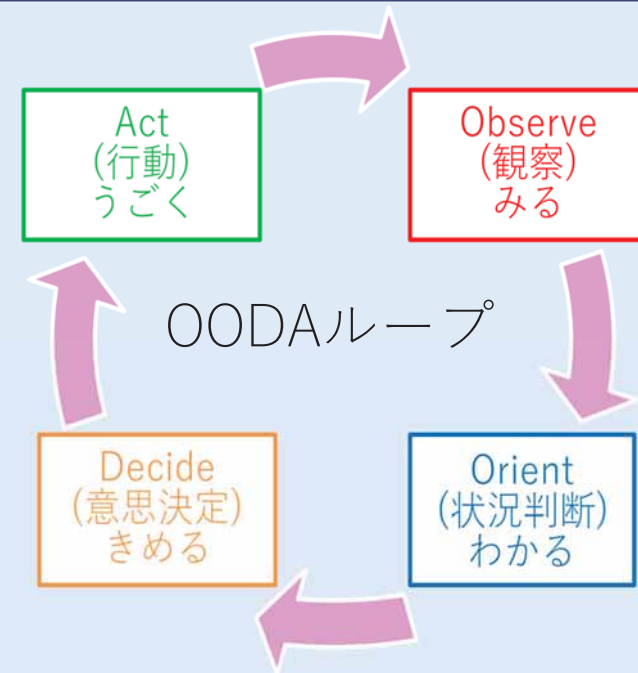 Act
(行動)
うごく
Observe
(観察)
みる
OODAループ
Decide
(意思決定)
きめる
Orient
(状況判断)
わかる